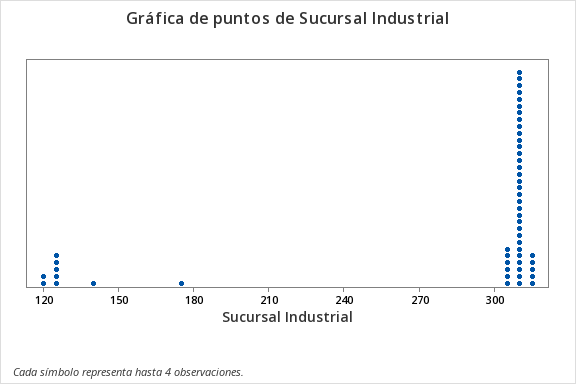 Gráfica de puntos de Sucursal Industrial
120 150 180 210 240 270 300
Sucursal Industrial
Cada símbolo representa hasta 4 observaciones.